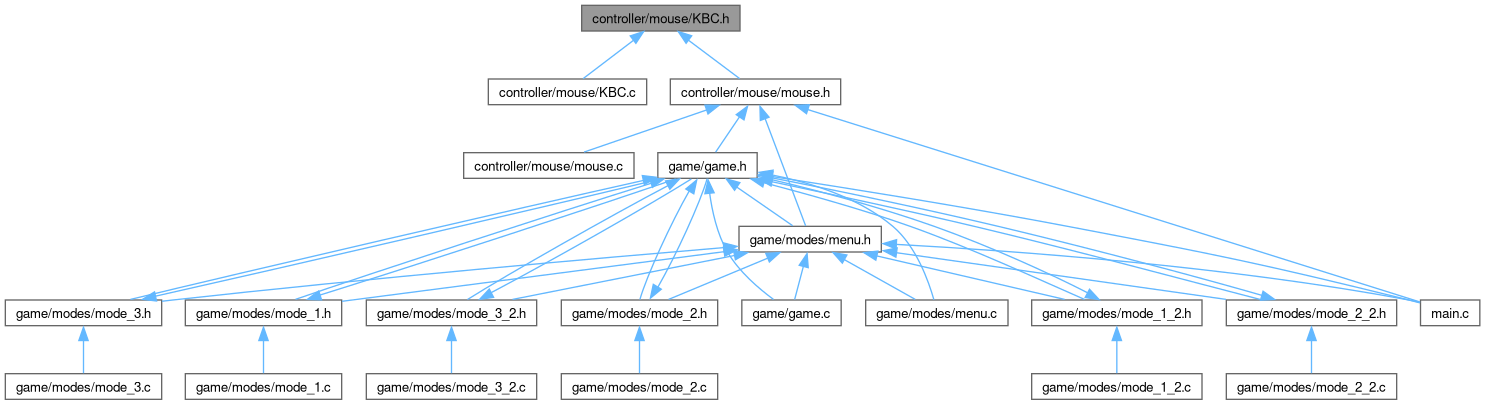 controller/mouse/KBC.h
controller/mouse/KBC.c
controller/mouse/mouse.h
controller/mouse/mouse.c
game/game.h
game/modes/menu.h
game/modes/mode_3.h
game/modes/mode_1.h
game/modes/mode_3_2.h
game/modes/mode_2.h
game/game.c
game/modes/menu.c
game/modes/mode_1_2.h
game/modes/mode_2_2.h
main.c
game/modes/mode_3.c
game/modes/mode_1.c
game/modes/mode_3_2.c
game/modes/mode_2.c
game/modes/mode_1_2.c
game/modes/mode_2_2.c